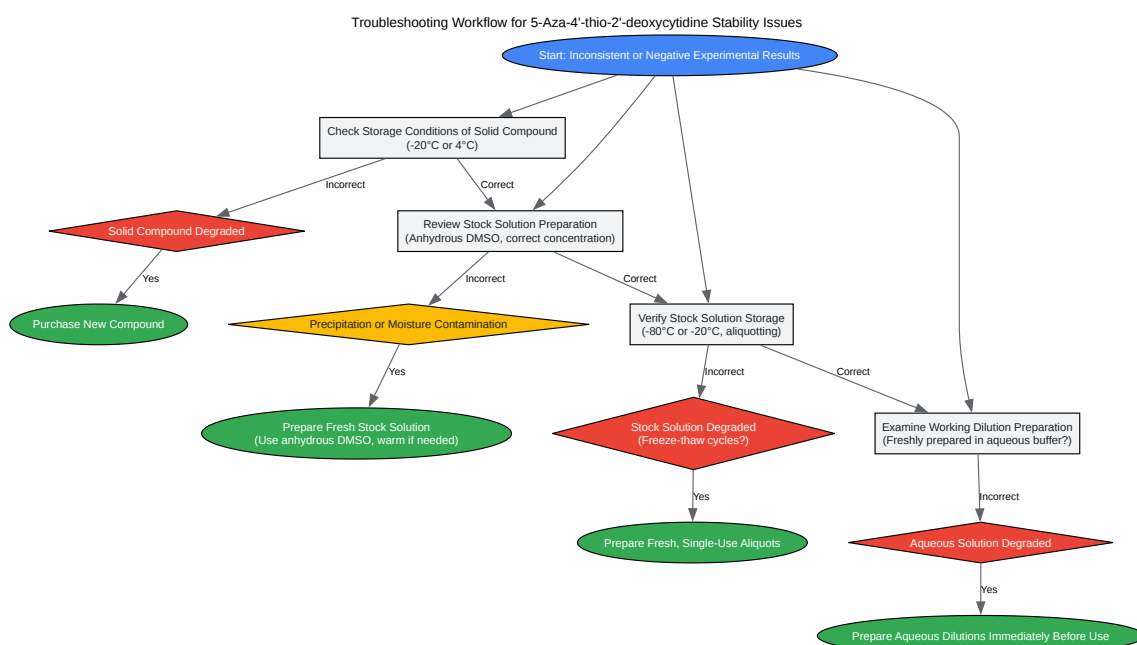 Troubleshooting Workflow for 5-Aza-4'-thio-2'-deoxycytidine Stability Issues
Start: Inconsistent or Negative Experimental Results
Check Storage Conditions of Solid Compound
(-20°C or 4°C)
Incorrect
Correct
Solid Compound Degraded
Review Stock Solution Preparation
(Anhydrous DMSO, correct concentration)
Yes
Incorrect
Correct
Purchase New Compound
Precipitation or Moisture Contamination
Verify Stock Solution Storage
(-80°C or -20°C, aliquotting)
Yes
Incorrect
Correct
Prepare Fresh Stock Solution
(Use anhydrous DMSO, warm if needed)
Stock Solution Degraded
(Freeze-thaw cycles?)
Examine Working Dilution Preparation
(Freshly prepared in aqueous buffer?)
Yes
Incorrect
Prepare Fresh, Single-Use Aliquots
Aqueous Solution Degraded
Yes
Prepare Aqueous Dilutions Immediately Before Use